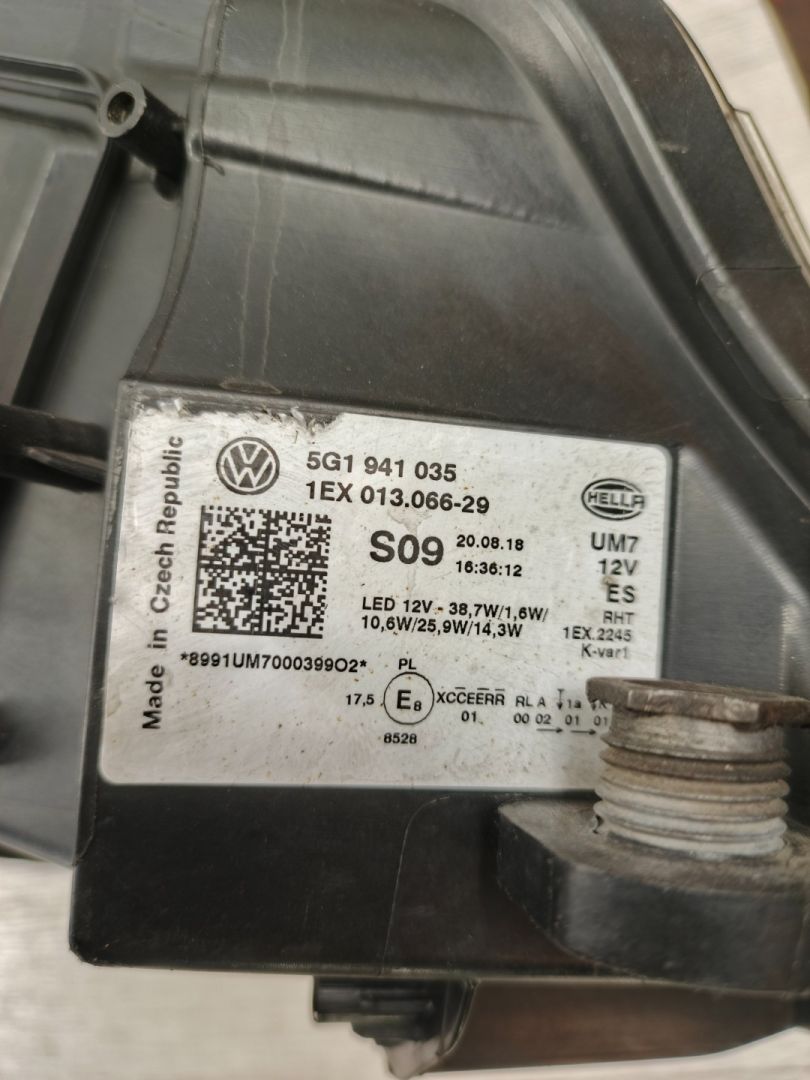 Made in Czech Republic
5G1 941 035
1EX 013.066-29
HELLA
S09
20.08.18
16:36:12
UM7
12V
ES
RHT
1EX.2245
K-var1
LED 12V - 38,7W/1,6W/
10,6W/25,9W/14,3W
*8991UM700039902*
PL
17,5 E8 XCCEERR RL A 1a
01 00 02 01 01
8528